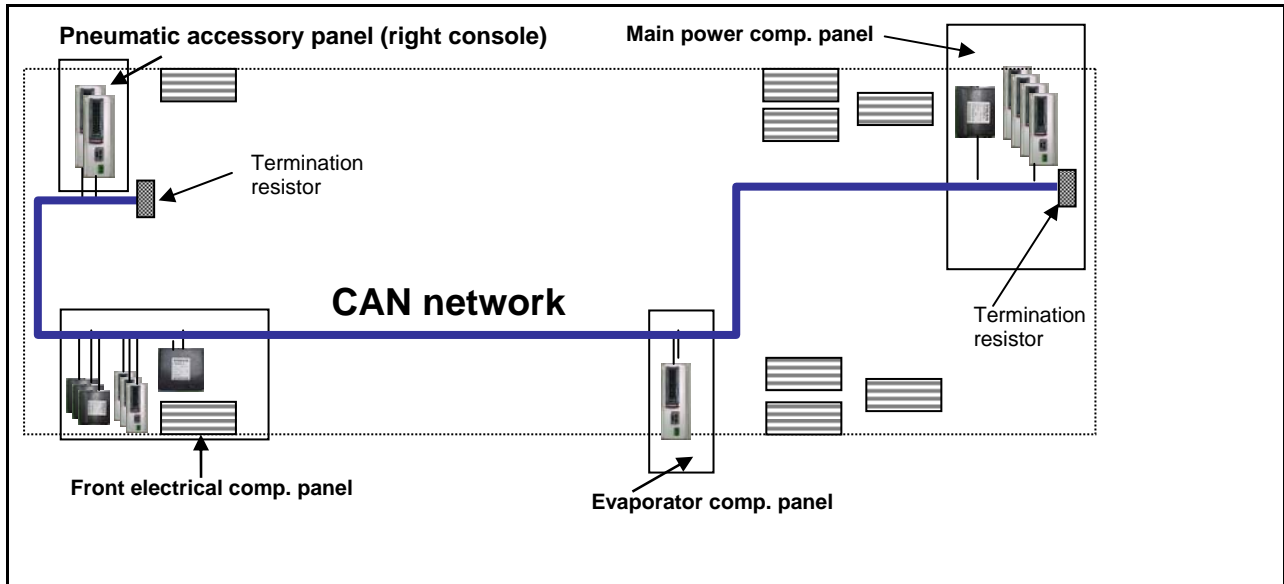 Pneumatic accessory panel (right console)
Main power comp. panel
Termination
resistor
CAN network
Termination
resistor
Front electrical comp. panel
Evaporator comp. panel